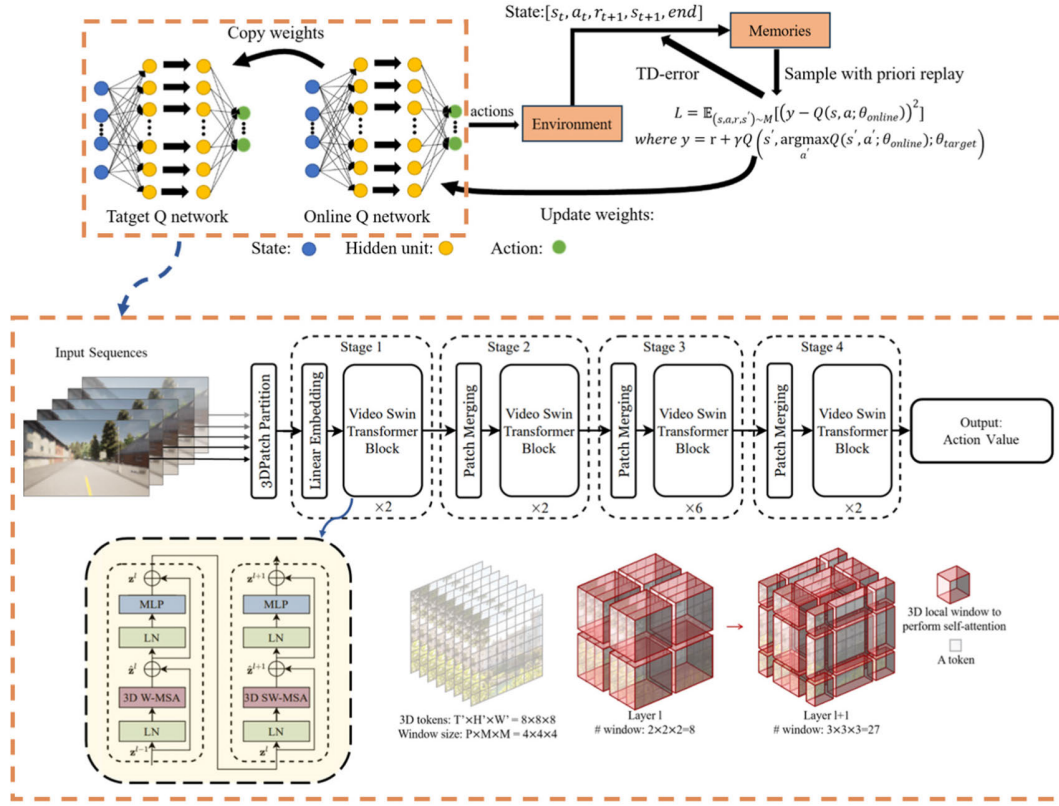 Copy weights
State:[s_t, a_t, r_{t+1}, s_{t+1}, end]
Memories
TD-error
Sample with priori replay
actions
Environment
L = 𝔼_{(s,a,r,s′)~M}[(y − Q(s, a; θ_{online}))²]
where y = r + γQ(s′, argmax_{a′} Q(s′, a′; θ_{online}); θ_{target})
Tatget Q network
Online Q network
Update weights:
State:
Hidden unit:
Action:
Input Sequences
3DPatch Partition
Stage 1
Linear Embedding
Video Swin
Transformer
Block
×2
Stage 2
Patch Merging
Video Swin
Transformer
Block
×2
Stage 3
Patch Merging
Video Swin
Transformer
Block
×6
Stage 4
Patch Merging
Video Swin
Transformer
Block
×2
Output:
Action Value
z^l
MLP
LN
ẑ^l
3D W-MSA
LN
z^{l−1}
z^{l+1}
MLP
LN
ẑ^{l+1}
3D SW-MSA
LN
z^l
3D tokens: T'×H'×W' = 8×8×8
Window size: P×M×M = 4×4×4
Layer l
# window: 2×2×2=8
Layer l+1
# window: 3×3×3=27
3D local window to
perform self-attention
A token